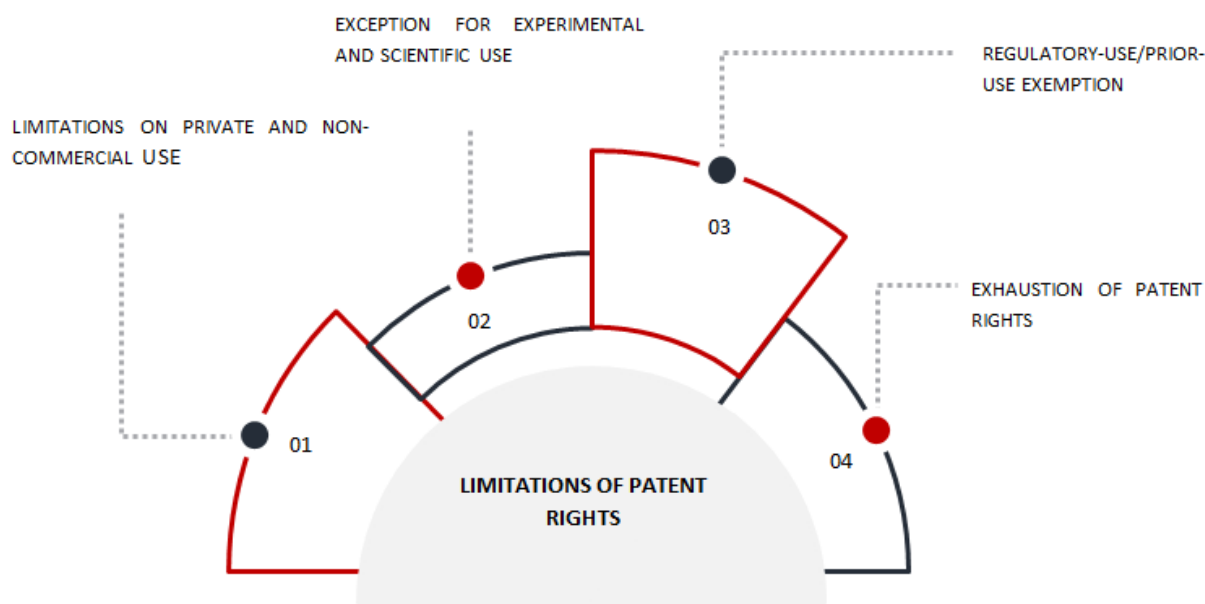 EXCEPTION FOR EXPERIMENTAL
AND SCIENTIFIC USE
REGULATORY-USE/PRIOR-
USE EXEMPTION
LIMITATIONS ON PRIVATE AND NON-
COMMERCIAL USE
03
EXHAUSTION OF PATENT
RIGHTS
02
01
04
LIMITATIONS OF PATENT
RIGHTS